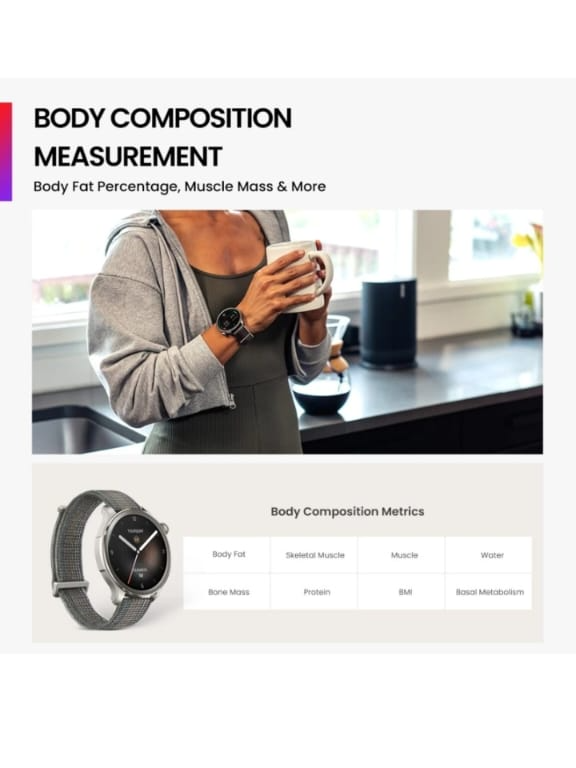 BODY COMPOSITION
MEASUREMENT
Body Fat Percentage, Muscle Mass & More
Body Composition Metrics
Body Fat
Skeletal Muscle
Muscle
Water
Bone Mass
Protein
BMI
Basal Metabolism